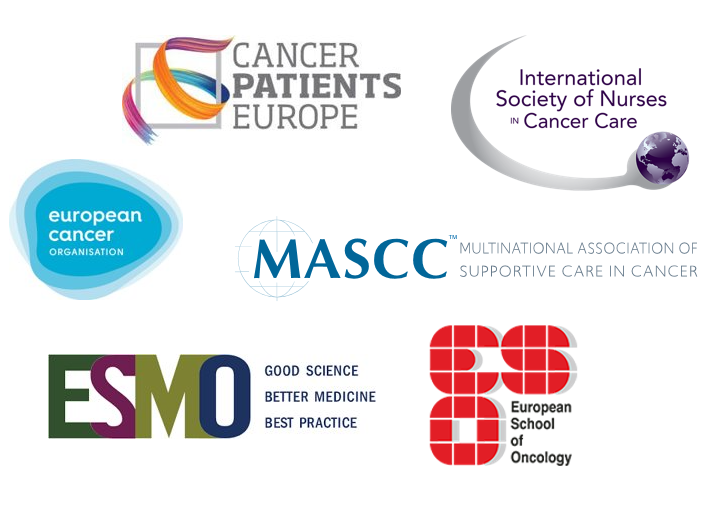 CANCER
PATIENTS
EUROPE
International
Society of Nurses
IN Cancer Care
european
cancer
ORGANISATION
MASCC™
MULTINATIONAL ASSOCIATION OF
SUPPORTIVE CARE IN CANCER
ESMO
GOOD SCIENCE
BETTER MEDICINE
BEST PRACTICE
ESO
European
School
of
Oncology